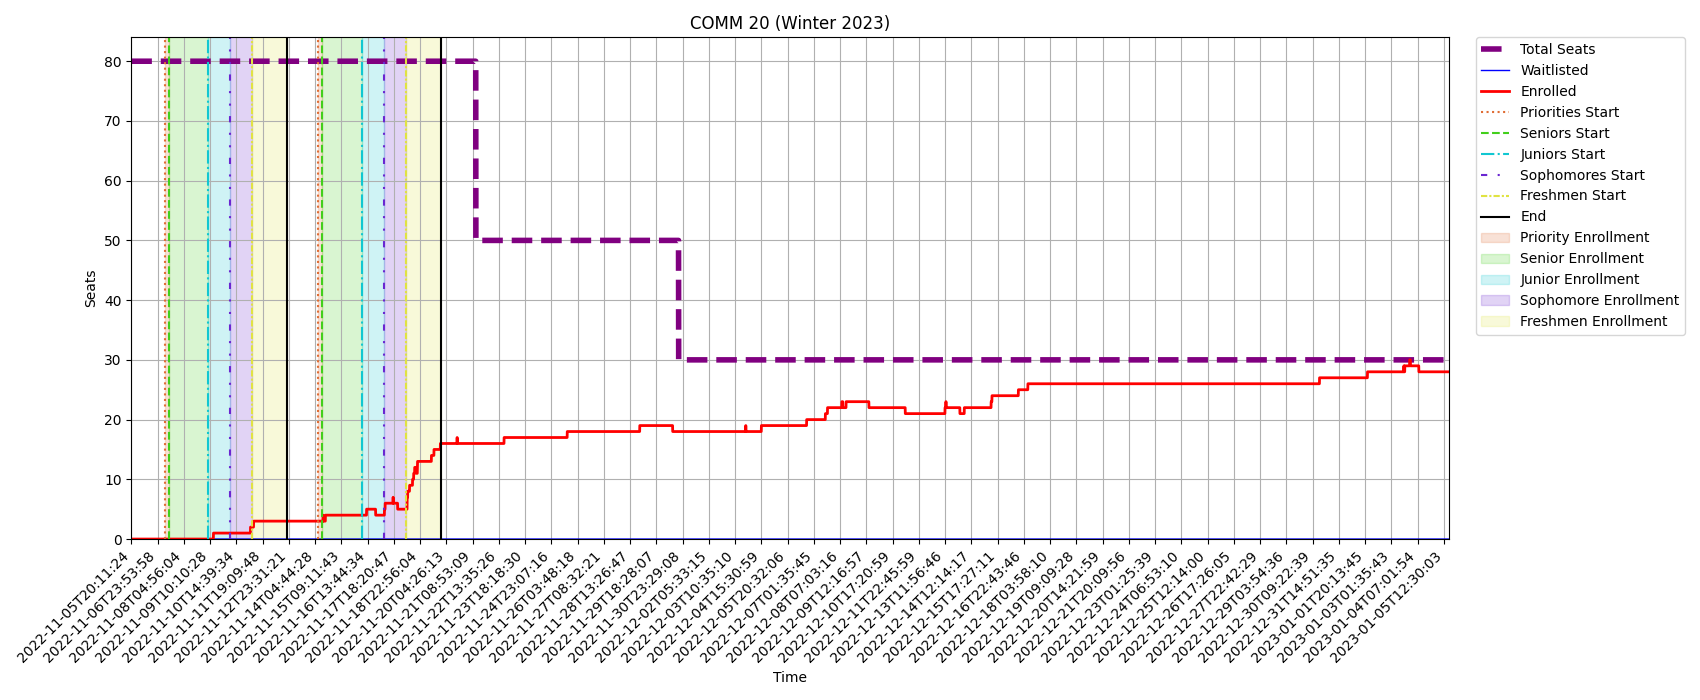 COMM 20 (Winter 2023)
Seats
80
70
60
50
40
30
20
10
0
2022-11-05T20:11:24
2022-11-06T23:53:58
2022-11-08T04:56:04
2022-11-09T10:10:28
2022-11-10T14:39:34
2022-11-11T19:09:48
2022-11-12T23:31:21
2022-11-14T04:44:28
2022-11-15T09:11:43
2022-11-16T13:44:34
2022-11-17T18:20:47
2022-11-18T22:56:04
2022-11-20T04:26:13
2022-11-21T08:53:09
2022-11-22T13:35:26
2022-11-23T18:18:30
2022-11-24T23:07:16
2022-11-26T03:48:18
2022-11-27T08:32:21
2022-11-28T13:26:47
2022-11-29T18:28:07
2022-11-30T23:29:08
2022-12-02T05:33:15
2022-12-03T10:35:10
2022-12-04T15:30:59
2022-12-05T20:32:06
2022-12-07T01:35:45
2022-12-08T07:03:16
2022-12-09T12:16:57
2022-12-10T17:20:59
2022-12-11T22:45:59
2022-12-13T11:56:46
2022-12-14T12:14:17
2022-12-15T17:27:11
2022-12-16T22:43:46
2022-12-18T03:58:10
2022-12-19T09:09:28
2022-12-20T14:21:59
2022-12-21T20:09:56
2022-12-23T01:25:39
2022-12-24T06:53:10
2022-12-25T12:14:00
2022-12-26T17:26:05
2022-12-27T22:42:29
2022-12-29T03:54:36
2022-12-30T09:22:39
2022-12-31T14:51:35
2023-01-01T20:13:45
2023-01-03T01:35:43
2023-01-04T07:01:54
2023-01-05T12:30:03
Time
Total Seats
Waitlisted
Enrolled
Priorities Start
Seniors Start
Juniors Start
Sophomores Start
Freshmen Start
End
Priority Enrollment
Senior Enrollment
Junior Enrollment
Sophomore Enrollment
Freshmen Enrollment